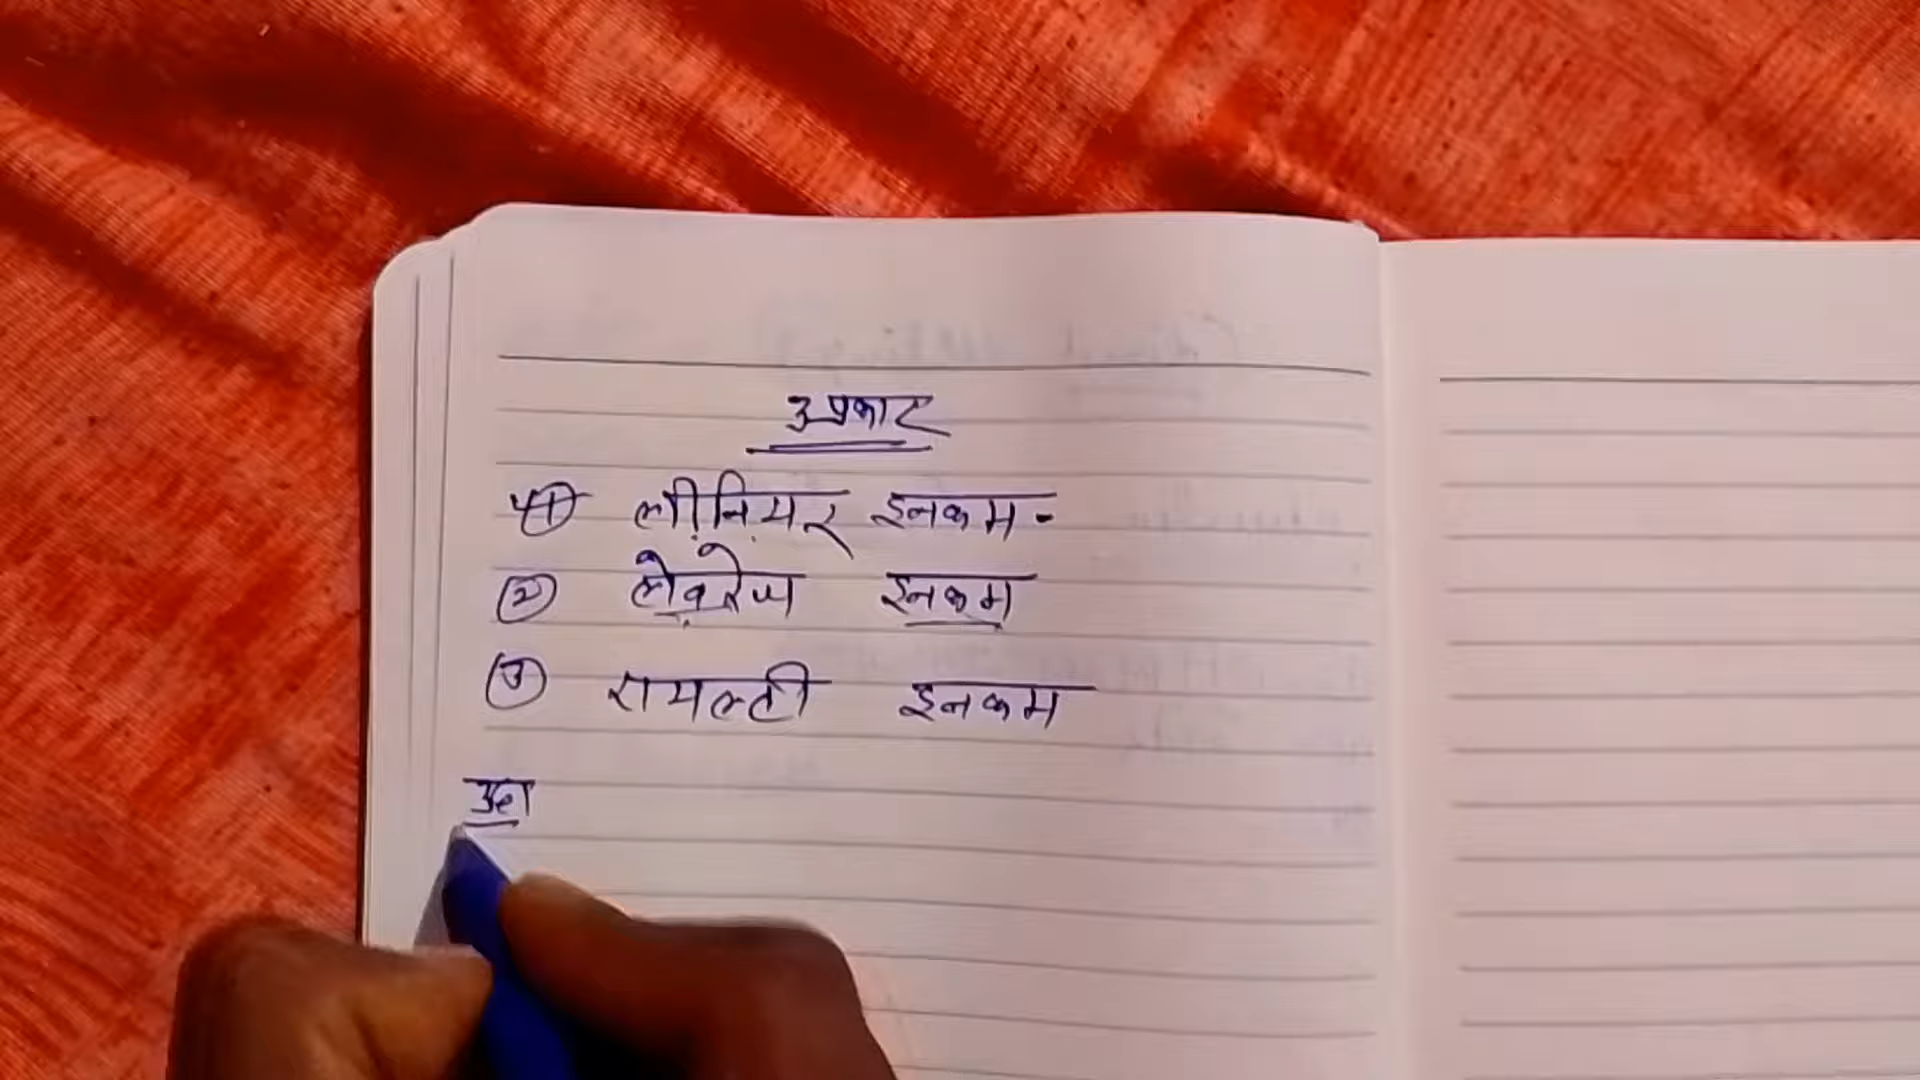 3 प्रकार
① लीनियर इनकम -
② लेवरेज इनकम
③ रायल्टी इनकम
उदा